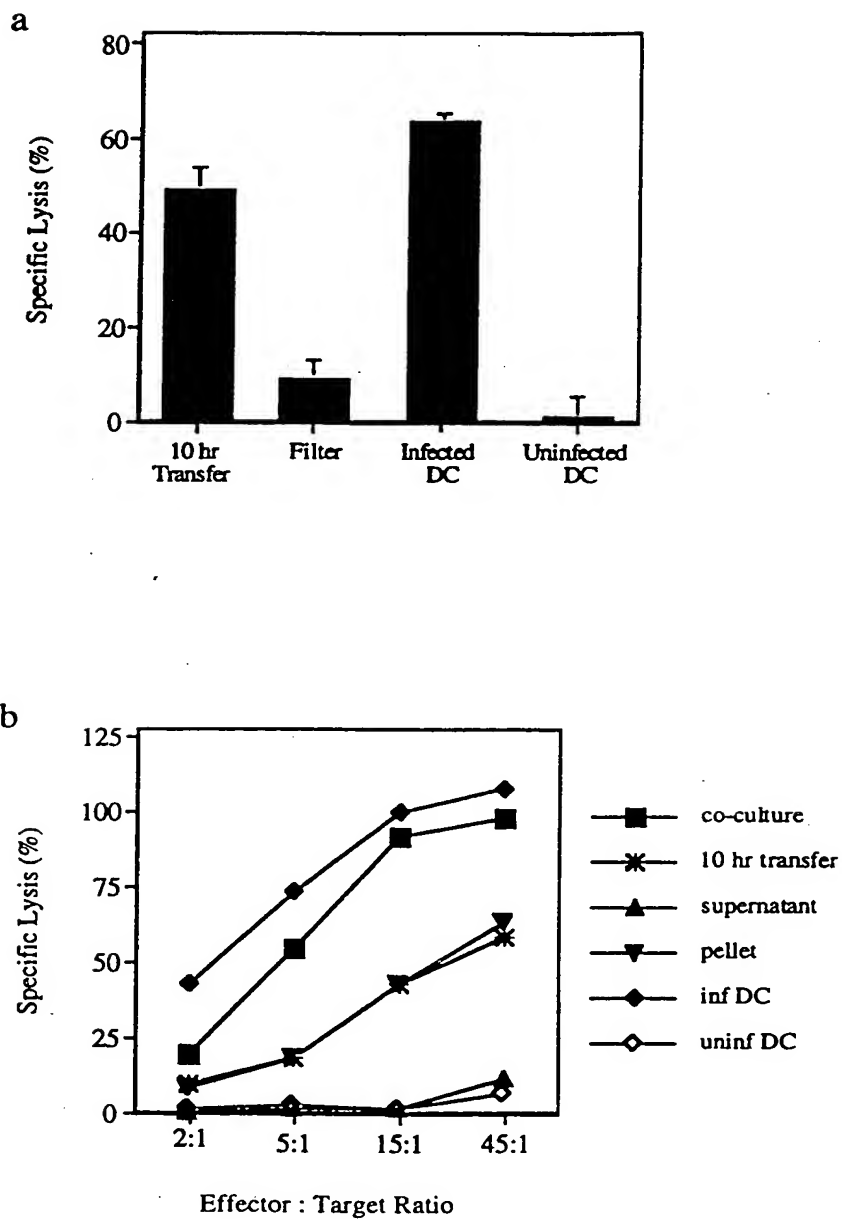 a
80
60
40
20
0
Specific Lysis (%)
10 hr
Transfer
Filter
Infected
DC
Uninfected
DC
b
125
100
75
50
25
0
Specific Lysis (%)
2:1
5:1
15:1
45:1
Effector : Target Ratio
co-culture
10 hr transfer
supernatant
pellet
inf DC
uninf DC